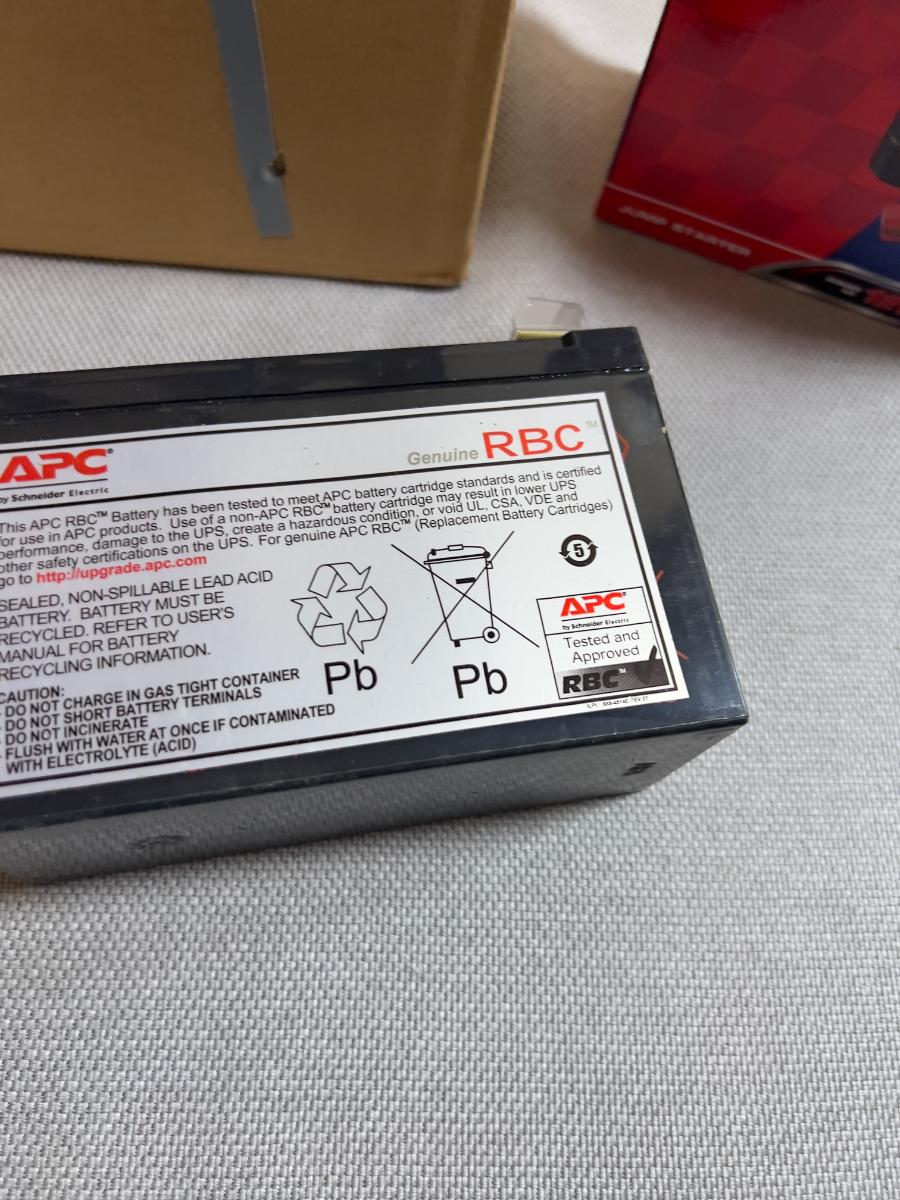 JUMP STARTER
APC®
by Schneider Electric
Genuine RBC™
This APC RBC™ Battery has been tested to meet APC battery cartridge standards and is certified
for use in APC products. Use of a non-APC RBC™ battery cartridge may result in lower UPS
performance, damage to the UPS, create a hazardous condition, or void UL, CSA, VDE and
other safety certifications on the UPS. For genuine APC RBC™ (Replacement Battery Cartridges)
go to http://upgrade.apc.com
SEALED, NON-SPILLABLE LEAD ACID
BATTERY. BATTERY MUST BE
RECYCLED. REFER TO USER'S
MANUAL FOR BATTERY
RECYCLING INFORMATION.
CAUTION:
DO NOT CHARGE IN GAS TIGHT CONTAINER
DO NOT SHORT BATTERY TERMINALS
DO NOT INCINERATE
FLUSH WITH WATER AT ONCE IF CONTAMINATED
WITH ELECTROLYTE (ACID)
Pb
Pb
5
APC®
by Schneider Electric
Tested and
Approved
RBC™